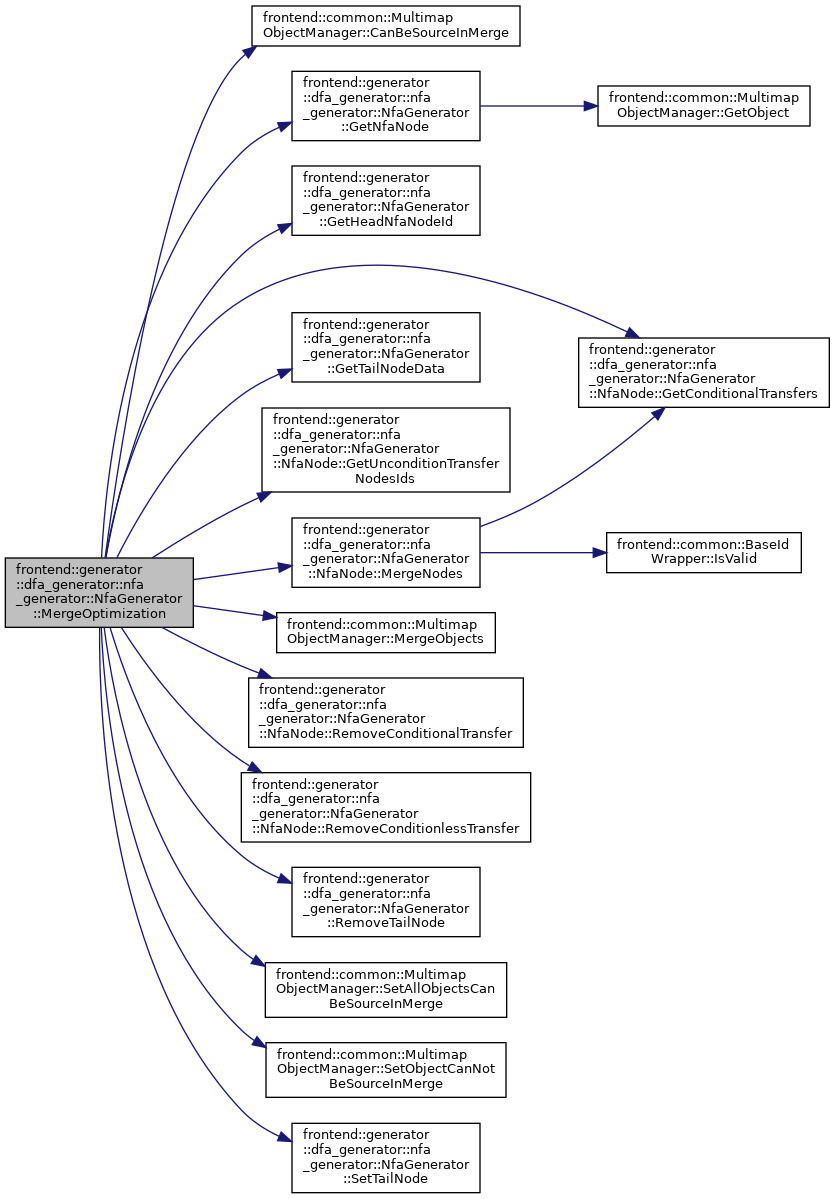 frontend::common::Multimap
ObjectManager::CanBeSourceInMerge
frontend::generator
::dfa_generator::nfa
_generator::NfaGenerator
::GetNfaNode
frontend::common::Multimap
ObjectManager::GetObject
frontend::generator
::dfa_generator::nfa
_generator::NfaGenerator
::GetHeadNfaNodeId
frontend::generator
::dfa_generator::nfa
_generator::NfaGenerator
::GetTailNodeData
frontend::generator
::dfa_generator::nfa
_generator::NfaGenerator
::NfaNode::GetConditionalTransfers
frontend::generator
::dfa_generator::nfa
_generator::NfaGenerator
::NfaNode::GetUnconditionTransfer
NodesIds
frontend::generator
::dfa_generator::nfa
_generator::NfaGenerator
::NfaNode::MergeNodes
frontend::common::BaseId
Wrapper::IsValid
frontend::generator
::dfa_generator::nfa
_generator::NfaGenerator
::MergeOptimization
frontend::common::Multimap
ObjectManager::MergeObjects
frontend::generator
::dfa_generator::nfa
_generator::NfaGenerator
::NfaNode::RemoveConditionalTransfer
frontend::generator
::dfa_generator::nfa
_generator::NfaGenerator
::NfaNode::RemoveConditionlessTransfer
frontend::generator
::dfa_generator::nfa
_generator::NfaGenerator
::RemoveTailNode
frontend::common::Multimap
ObjectManager::SetAllObjectsCan
BeSourceInMerge
frontend::common::Multimap
ObjectManager::SetObjectCanNot
BeSourceInMerge
frontend::generator
::dfa_generator::nfa
_generator::NfaGenerator
::SetTailNode